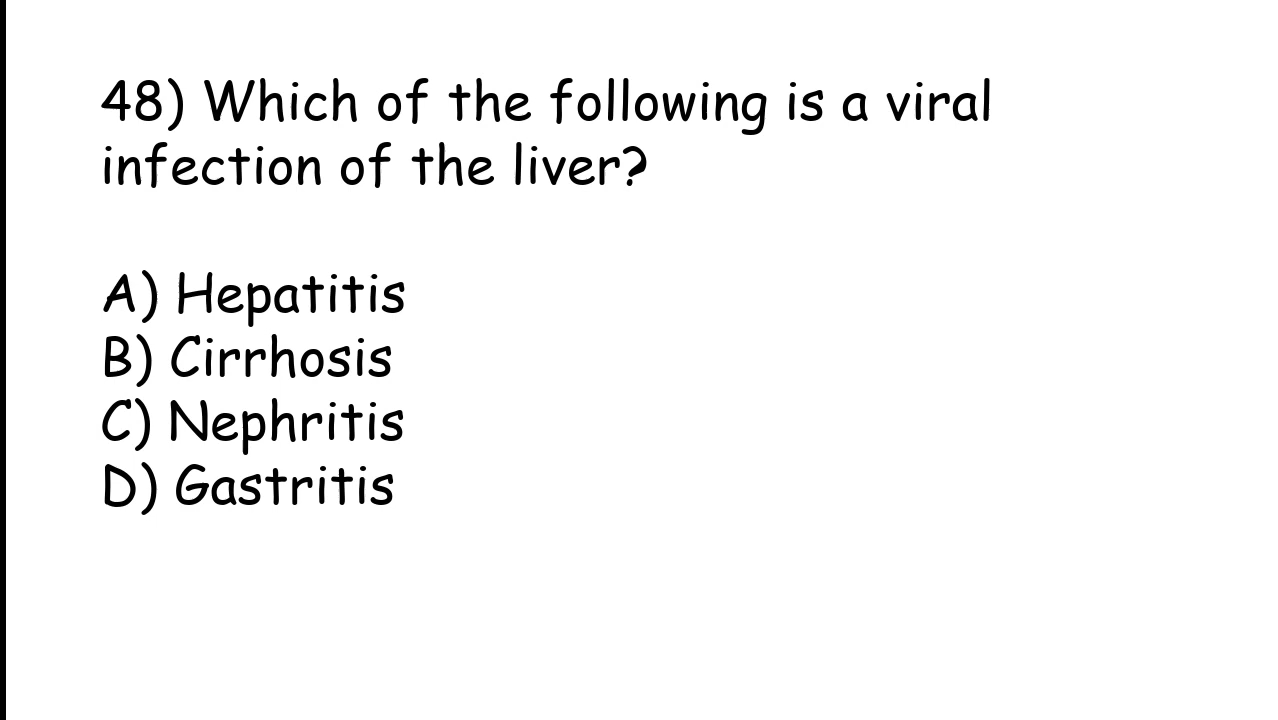 48) Which of the following is a viral
infection of the liver?
A) Hepatitis
B) Cirrhosis
C) Nephritis
D) Gastritis